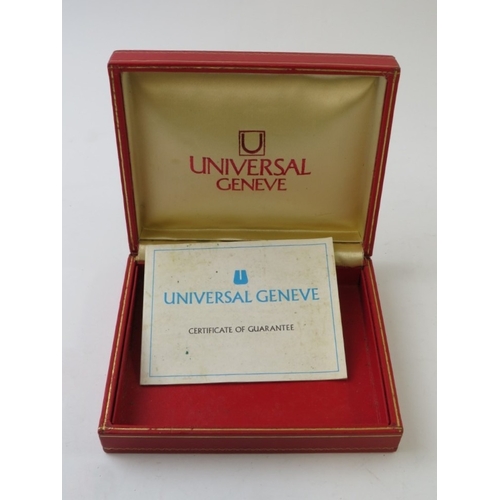 U
UNIVERSAL
GENEVE
UNIVERSAL GENEVE
CERTIFICATE OF GUARANTEE